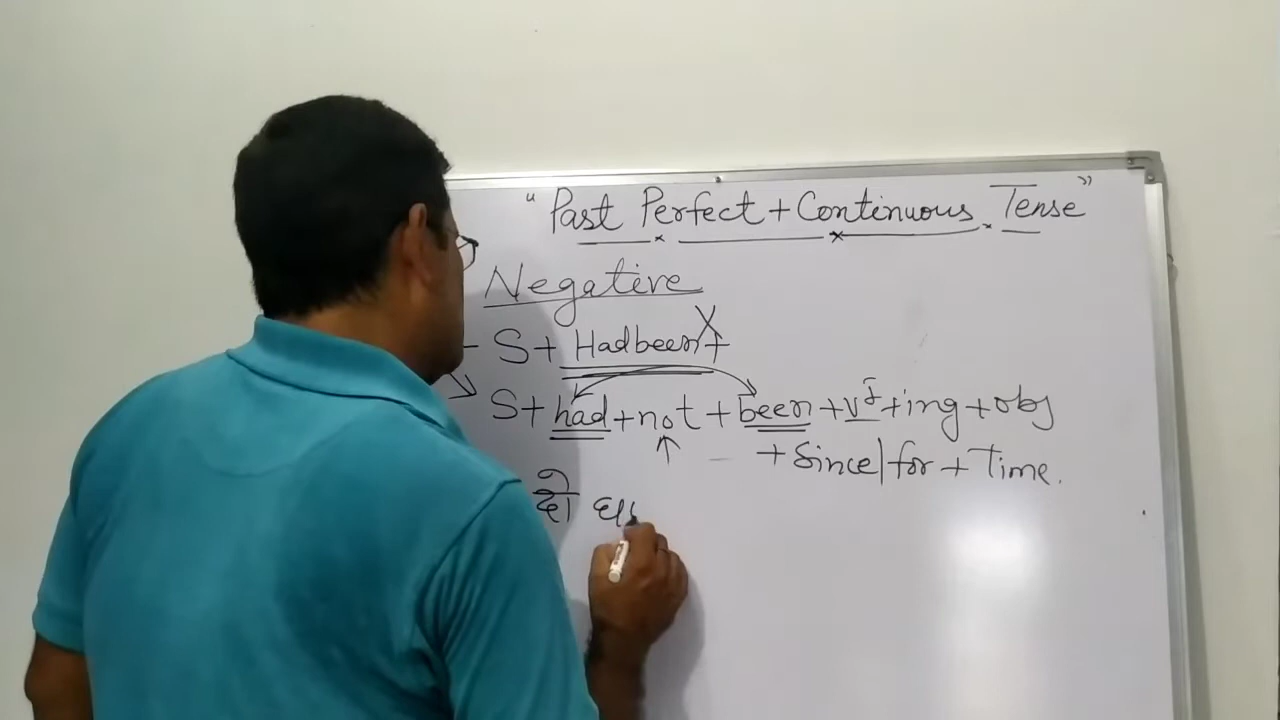 "Past Perfect + Continuous Tense"
Negative
- S + Had been +
S + had + not + been + v¹ + ing + obj
+ Since/for + Time.
दो